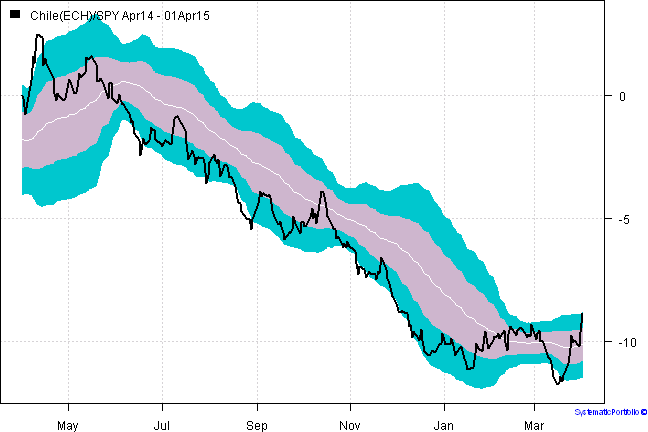 Chile(ECH)/SPY Apr14 - 01Apr15
0
-5
-10
May Jul Sep Nov Jan Mar
SystematicPortfolio ©